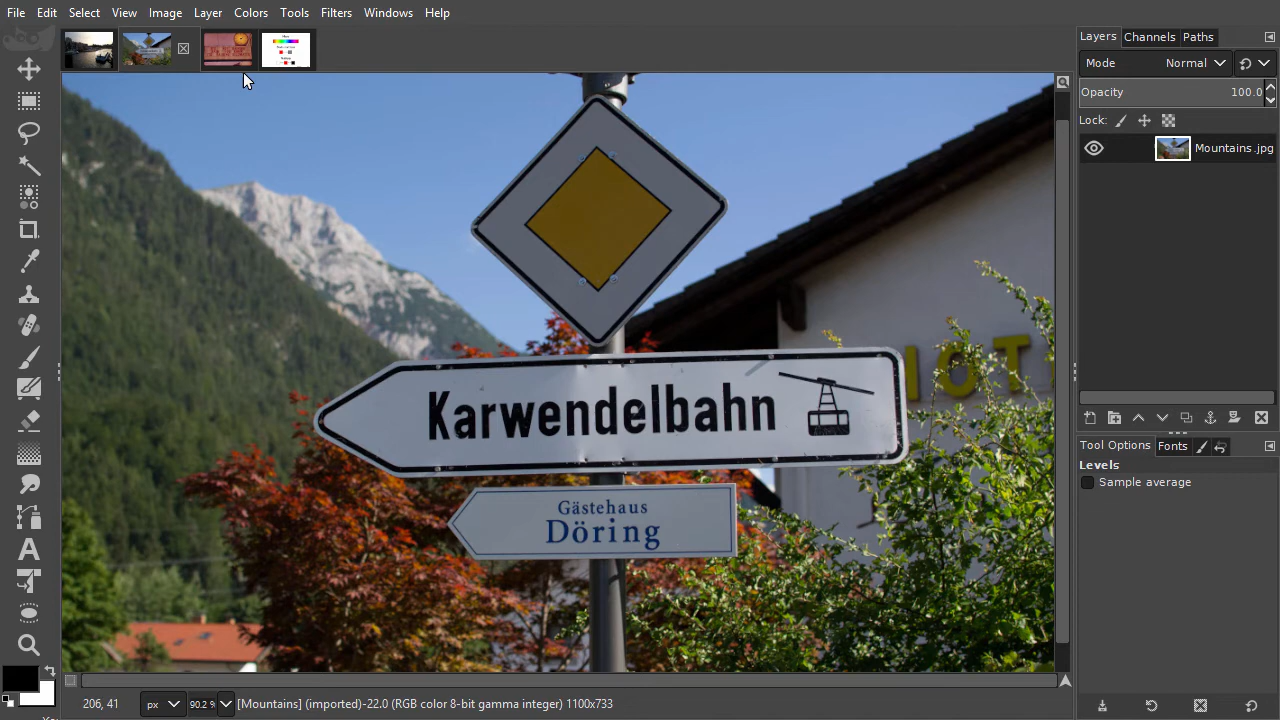 File Edit Select View Image Layer Colors Tools Filters Windows Help
Layers Channels Paths
Mode Normal
Opacity 100.0
Lock:
Mountains .jpg
Karwendelbahn
Gästehaus
Döring
Tool Options Fonts
Levels
Sample average
206, 41 px 90.2 % [Mountains] (imported)-22.0 (RGB color 8-bit gamma integer) 1100x733